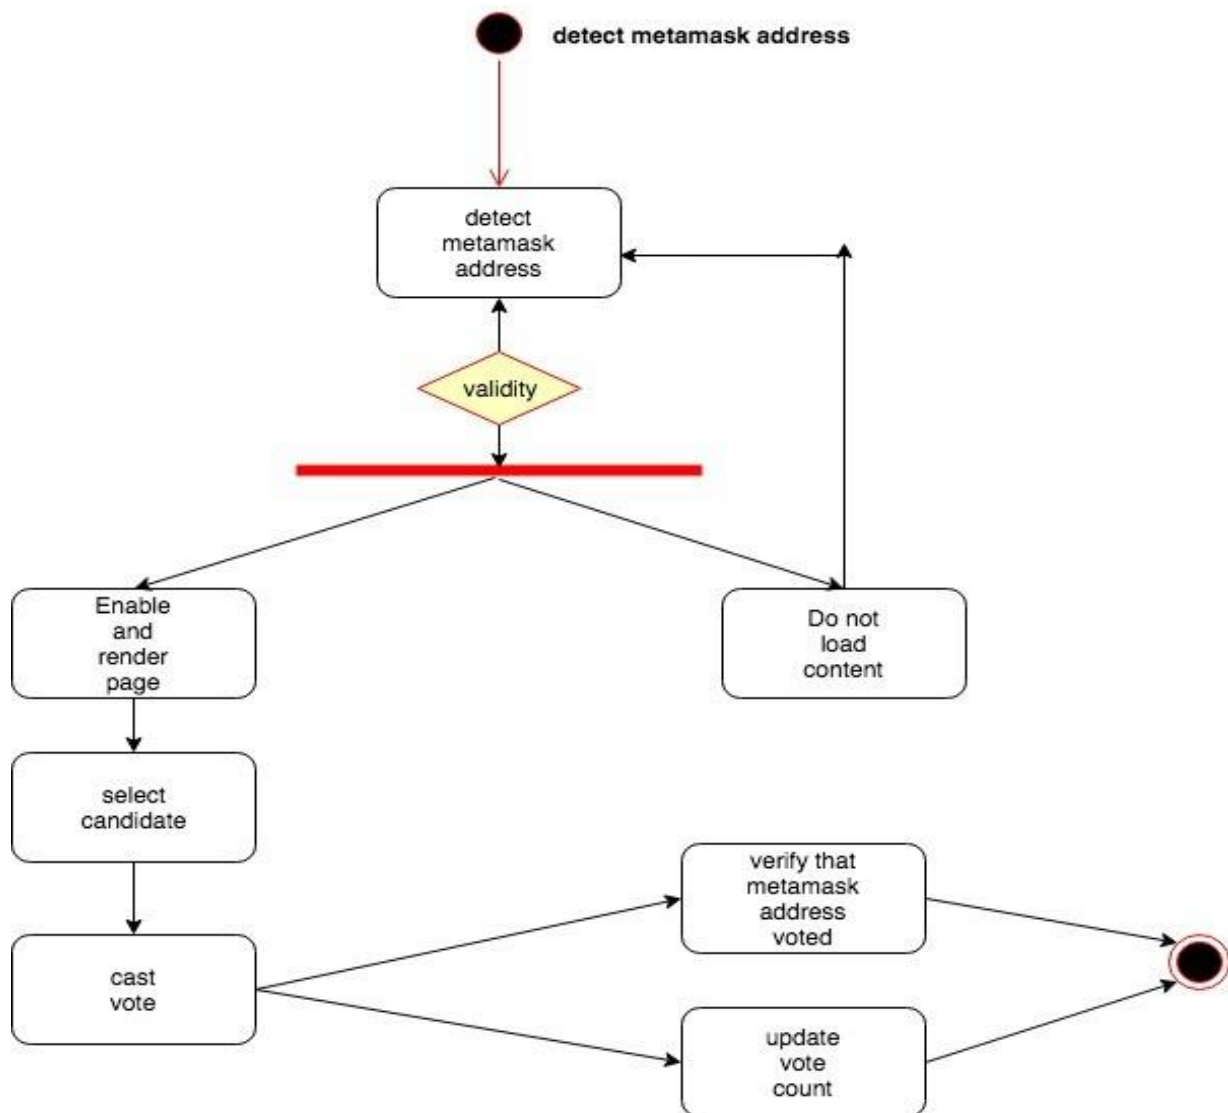 detect metamask address
detect
metamask
address
validity
Enable
and
render
page
Do not
load
content
select
candidate
verify that
metamask
address
voted
cast
vote
update
vote
count